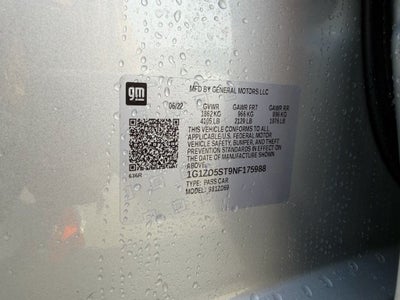 gm
MFD BY GENERAL MOTORS LLC
06/22 GVWR GAWR FRT GAWR RR
1862 KG 966 KG 896 KG
4105 LB 2129 LB 1976 LB
THIS VEHICLE CONFORMS TO ALL
APPLICABLE U.S. FEDERAL MOTOR
VEHICLE SAFETY, BUMPER, AND THEFT
PREVENTION STANDARDS IN EFFECT ON
THE DATE OF MANUFACTURE SHOWN
ABOVE.
1G1ZD5ST9NF175988
TYPE: PASS CAR
MODEL: